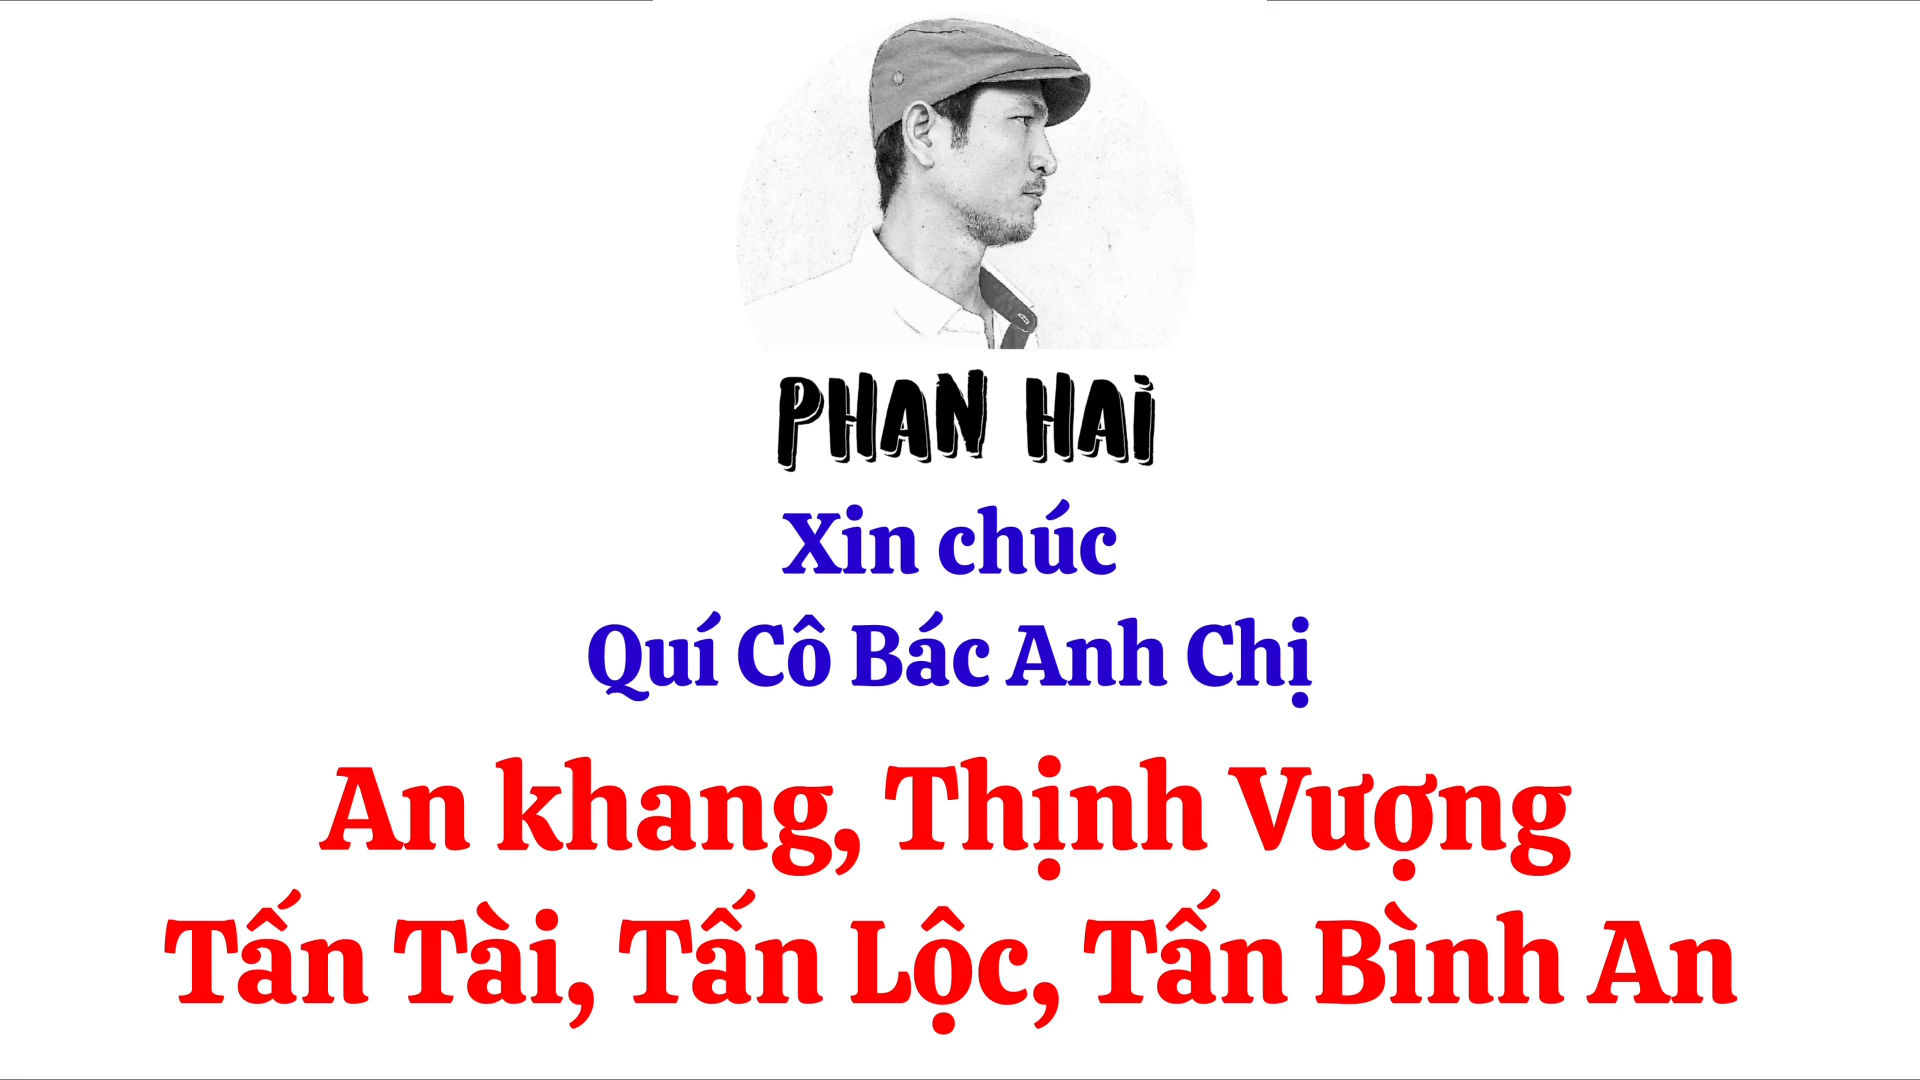 PHAN HAi
Xin chúc
Quí Cô Bác Anh Chị
An khang, Thịnh Vượng
Tấn Tài, Tấn Lộc, Tấn Bình An